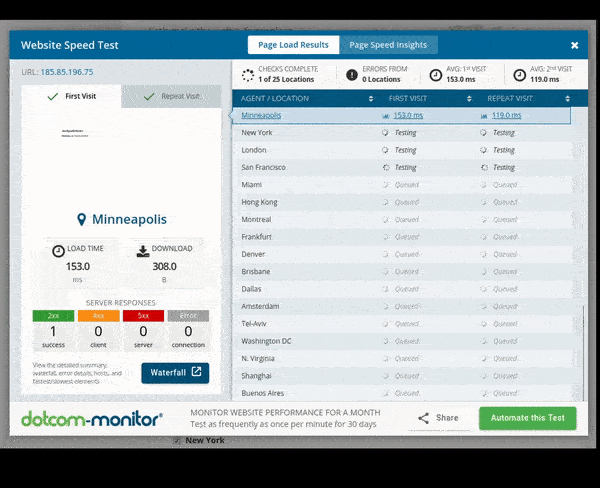 Website Speed Test
Page Load Results
Page Speed Insights
URL: 185.85.196.75
CHECKS COMPLETE
1 of 25 Locations
ERRORS FROM
0 Locations
AVG: 1ST VISIT
153.0 ms
AVG: 2ND VISIT
119.0 ms
First Visit
Repeat Visit
Minneapolis
LOAD TIME
153.0
ms
DOWNLOAD
308.0
B
SERVER RESPONSES
2xx 4xx 5xx error
1 0 0 0
success client server connection
View the detailed summary,
waterfall, error details, hosts, and
fastest/slowest elements
Waterfall
AGENT / LOCATION FIRST VISIT REPEAT VISIT
Minneapolis 153.0 ms 119.0 ms
New York Testing Testing
London Testing Testing
San Francisco Testing Testing
Miami Queued Queued
Hong Kong Queued Queued
Montreal Queued Queued
Frankfurt Queued Queued
Denver Queued Queued
Brisbane Queued Queued
Dallas Queued Queued
Amsterdam Queued Queued
Tel-Aviv Queued Queued
Washington DC Queued Queued
N. Virginia Queued Queued
Shanghai Queued Queued
Buenos Aires Queued Queued
dotcom-monitor®
MONITOR WEBSITE PERFORMANCE FOR A MONTH
Test as frequently as once per minute for 30 days
Share
Automate this Test
New York